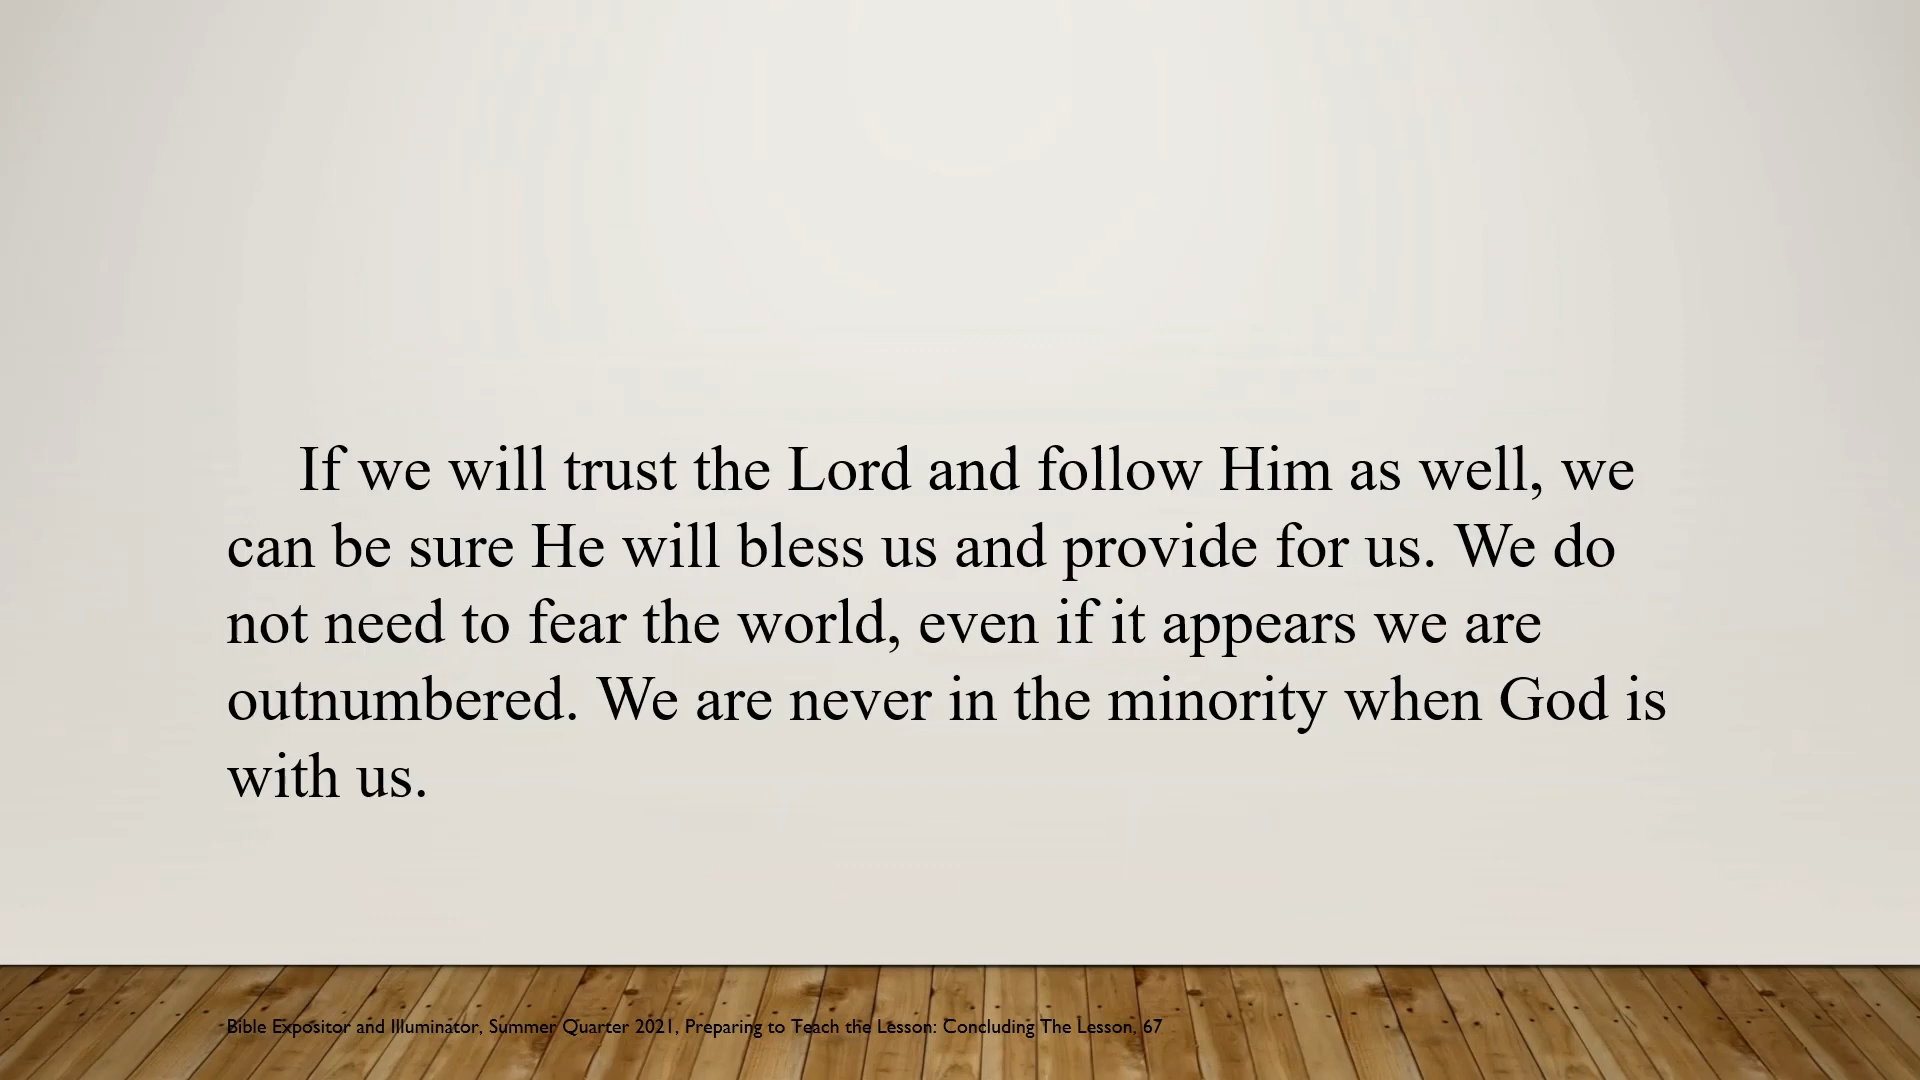 If we will trust the Lord and follow Him as well, we
can be sure He will bless us and provide for us. We do
not need to fear the world, even if it appears we are
outnumbered. We are never in the minority when God is
with us.
Bible Expositor and Illuminator, Summer Quarter 2021, Preparing to Teach the Lesson: Concluding The Lesson, 67